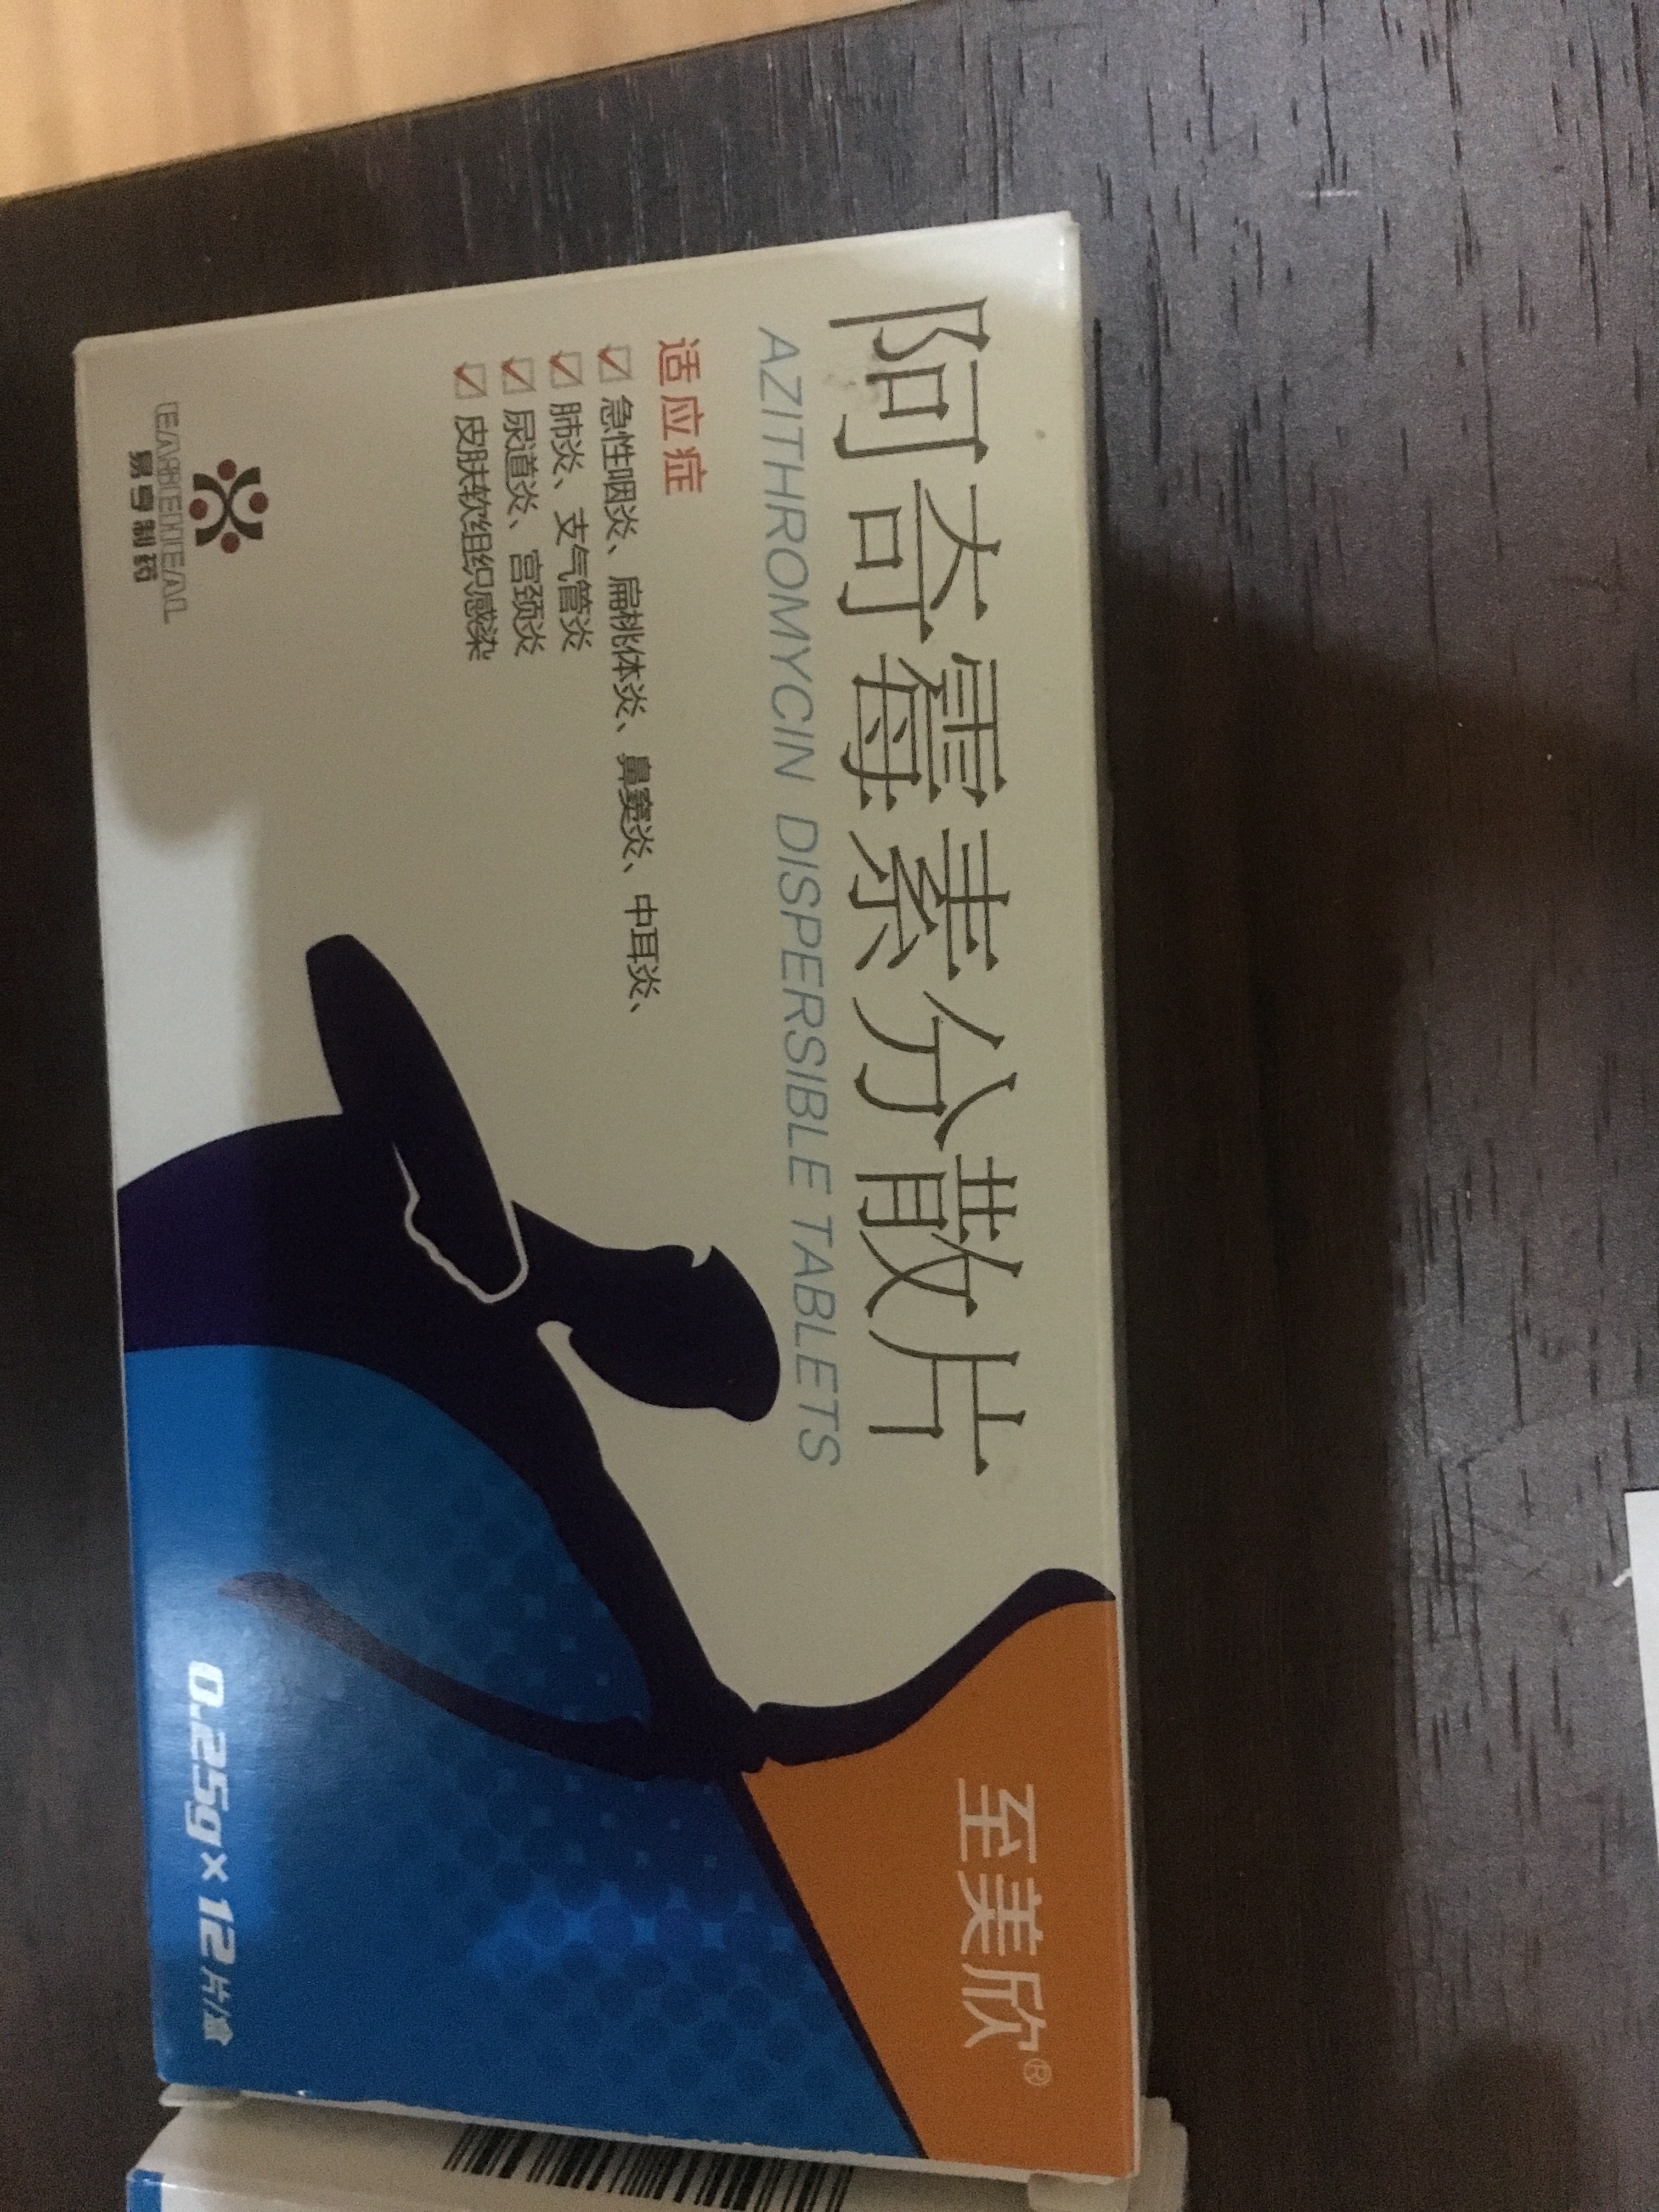 至美欣®
阿奇霉素分散片
AZITHROMYCIN DISPERSIBLE TABLETS
适应症
急性咽炎、扁桃体炎、鼻窦炎、中耳炎、
肺炎、支气管炎
尿道炎、宫颈炎
皮肤软组织感染
EASEHEAL
易亨制药
0.25g×12片/盒